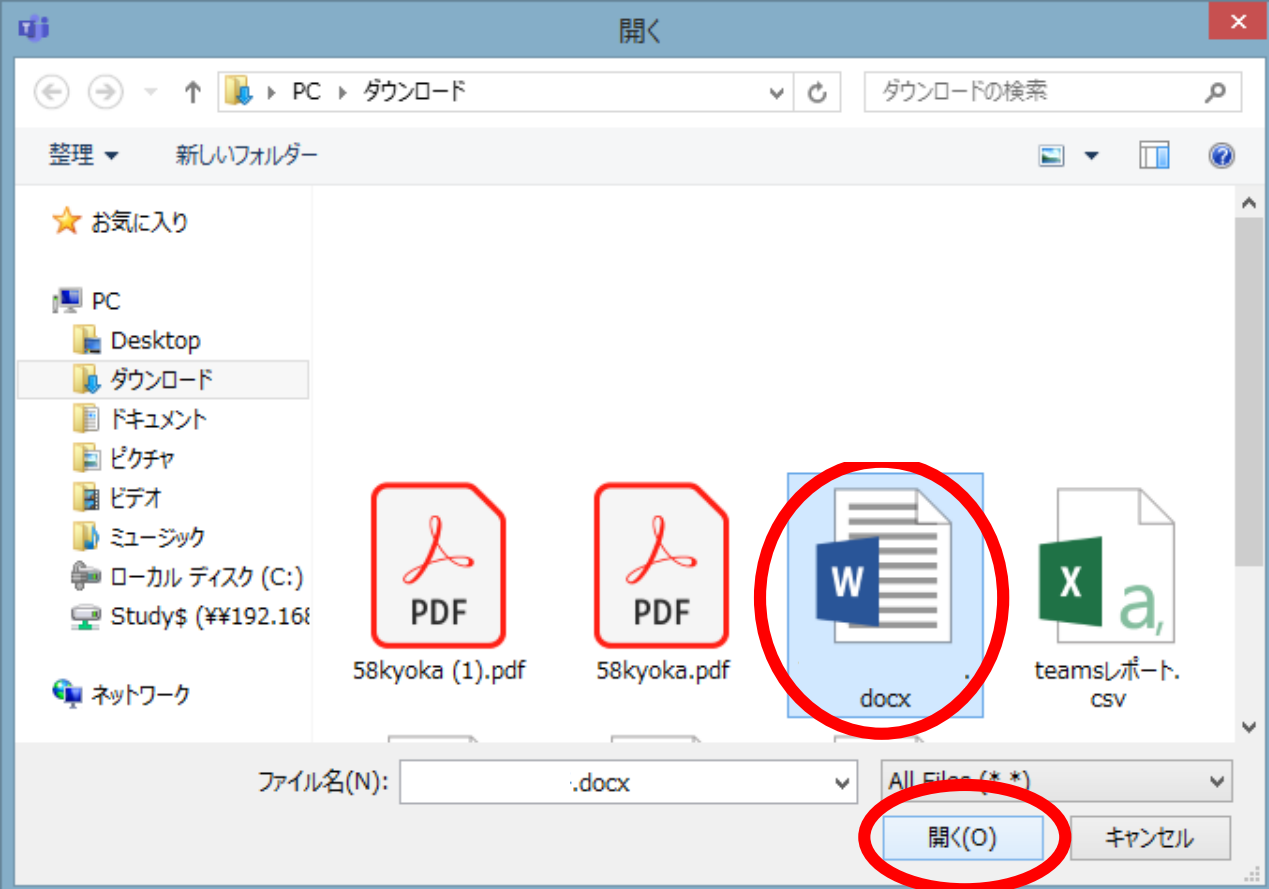 開く
PC ダウンロード
ダウンロードの検索
整理
新しいフォルダー
お気に入り
PC
Desktop
ダウンロード
ドキュメント
ピクチャ
ビデオ
ミュージック
ローカル ディスク (C:)
Study$ (¥¥192.168
ネットワーク
PDF
58kyoka (1).pdf
PDF
58kyoka.pdf
W
.
docx
X
a,
teamsレポート.
csv
ファイル名(N):
.docx
All Files (*.*)
開く(O)
キャンセル